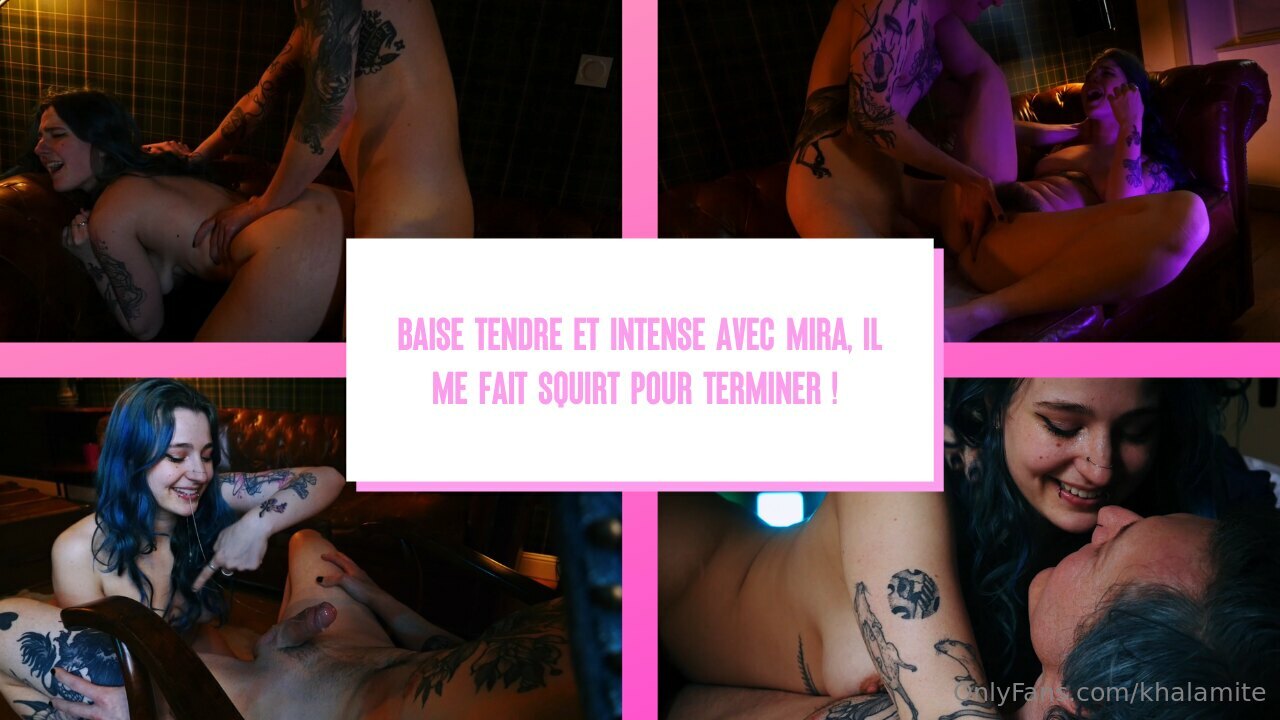 BAISE TENDRE ET INTENSE AVEC MIRA, IL
ME FAIT SQUIRT POUR TERMINER !
OnlyFans.com/khalamite